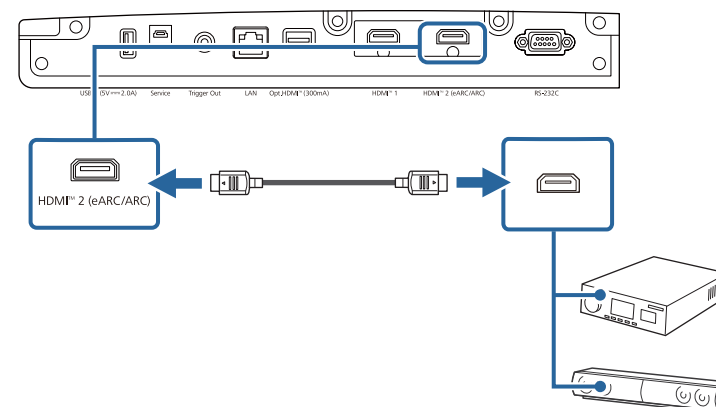 USB (5V⎓2.0A) Service Trigger Out LAN Opt.HDMI™(300mA) HDMI™ 1 HDMI™ 2 (eARC/ARC) RS-232C
HDMI™ 2 (eARC/ARC)